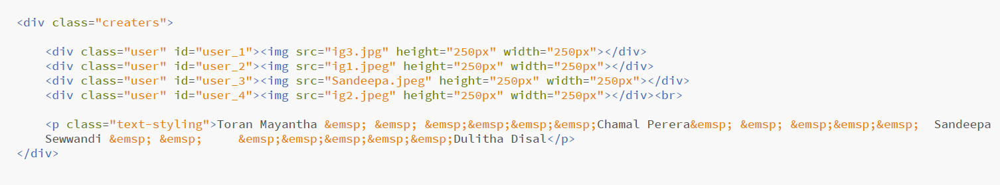 <div class="creaters">
<div class="user" id="user_1"><img src="ig3.jpg" height="250px" width="250px"></div>
<div class="user" id="user_2"><img src="ig1.jpeg" height="250px" width="250px"></div>
<div class="user" id="user_3"><img src="Sandeepa.jpeg" height="250px" width="250px"></div>
<div class="user" id="user_4"><img src="ig2.jpeg" height="250px" width="250px"></div><br>
<p class="text-styling">Toran Mayantha &emsp; &emsp; &emsp;&emsp;&emsp;&emsp;Chamal Perera&emsp; &emsp; &emsp;&emsp;&emsp;  Sandeepa
Sewwandi &emsp; &emsp;     &emsp;&emsp;&emsp;&emsp;&emsp;Dulitha Disal</p>
</div>